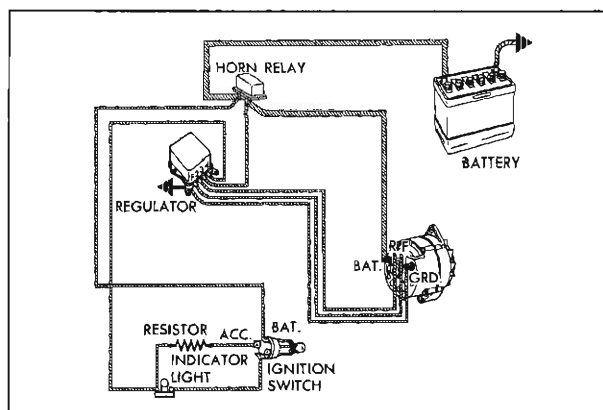 HORN RELAY
BATTERY
REGULATOR
R F
BAT.
GRD.
RESISTOR
ACC.
BAT.
INDICATOR
LIGHT
IGNITION
SWITCH